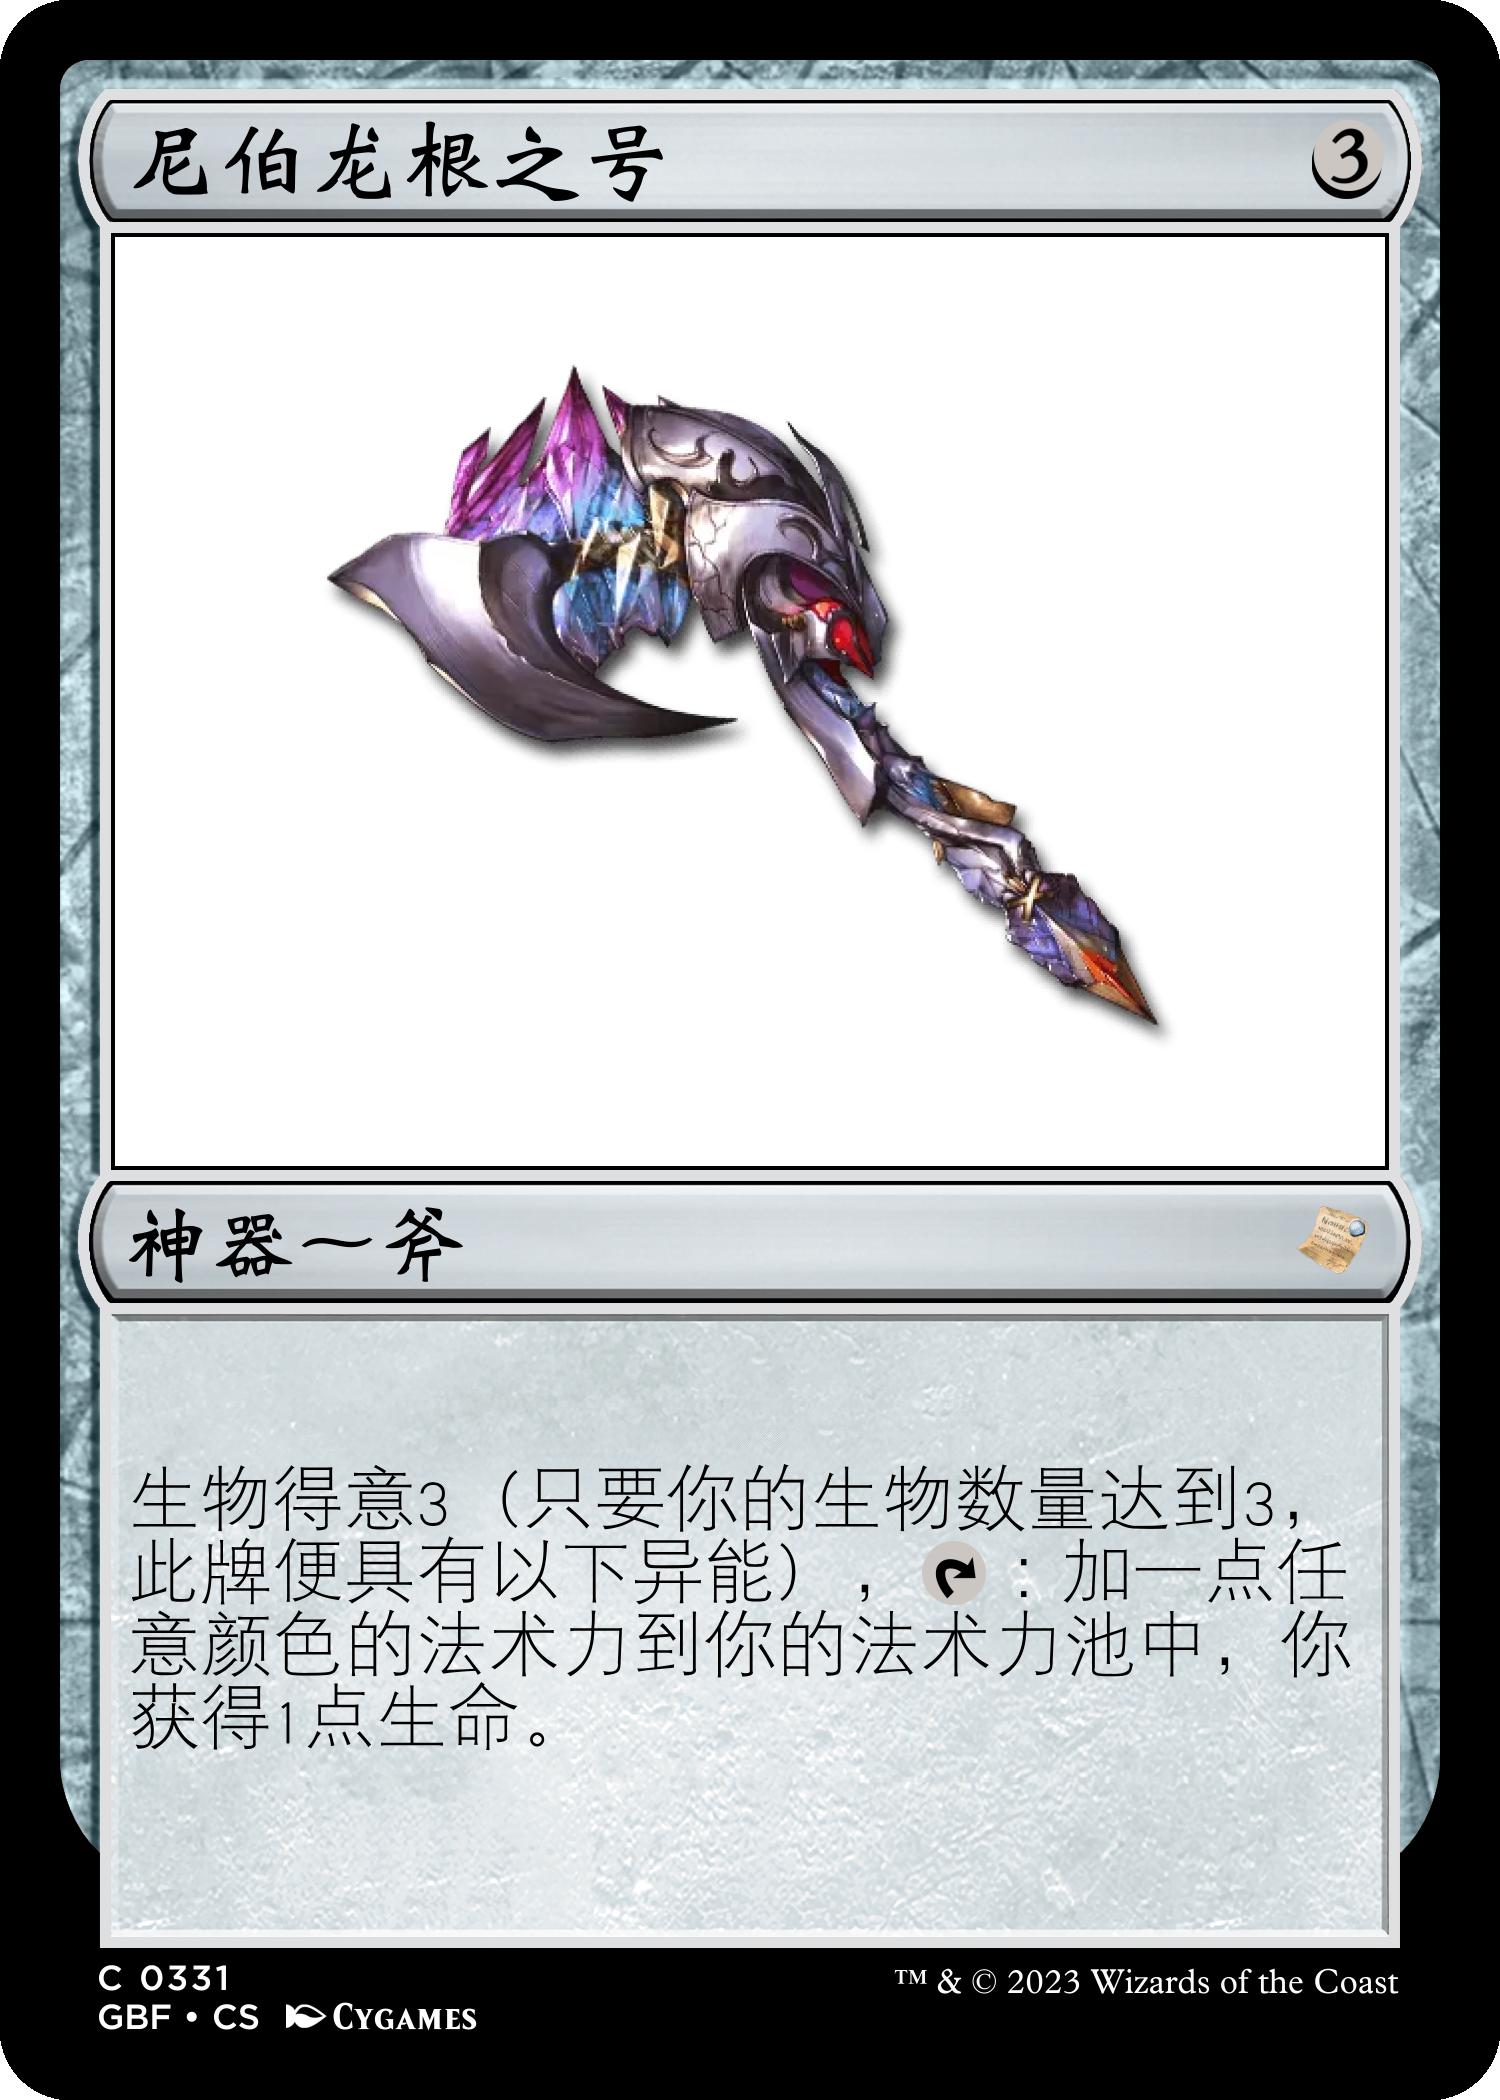 尼伯龙根之号 3
神器～斧
生物得意3（只要你的生物数量达到3，
此牌便具有以下异能），：加一点任
意颜色的法术力到你的法术力池中，你
获得1点生命。
C 0331
GBF • CS CYGAMES
™ & © 2023 Wizards of the Coast